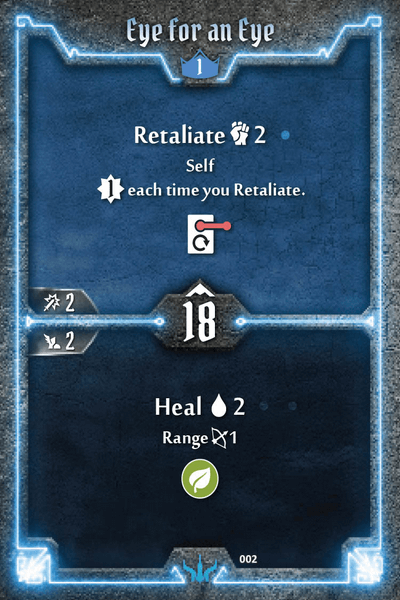 Eye for an Eye
1
Retaliate 2
Self
1 each time you Retaliate.
2
18
2
Heal 2
Range 1
002